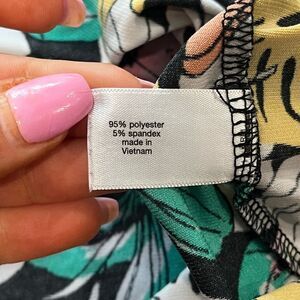 95% polyester
5% spandex
made in
Vietnam